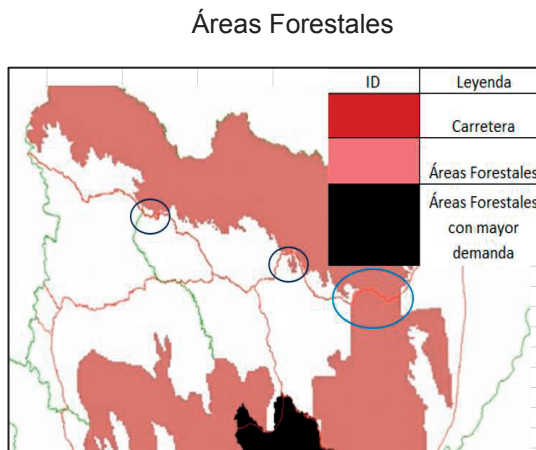 Áreas Forestales
ID Leyenda
Carretera
Áreas Forestales
Áreas Forestales
con mayor
demanda